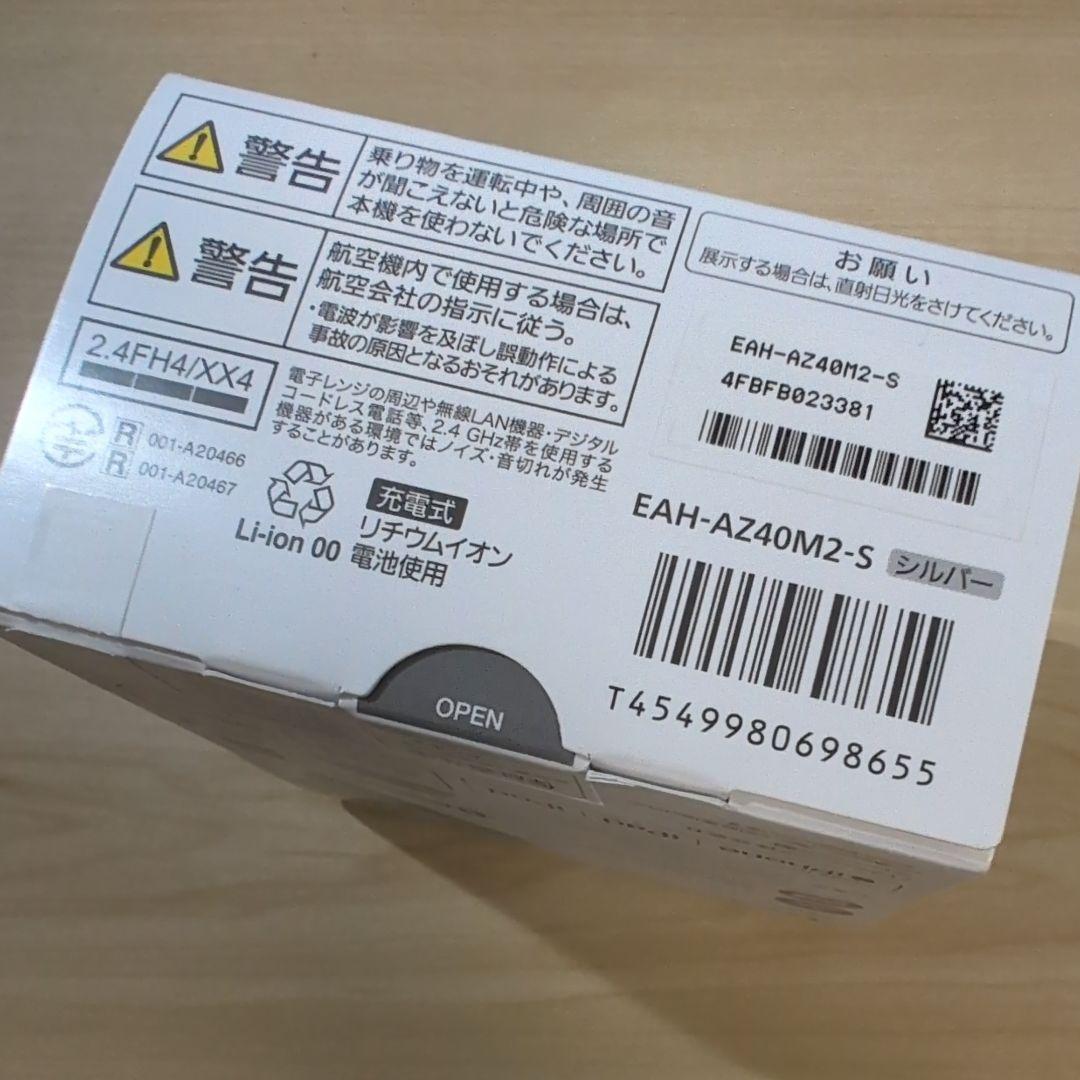 警告
乗り物を運転中や、周囲の音
が聞こえないと危険な場所で
本機を使わないでください。
警告
航空機内で使用する場合は、
航空会社の指示に従う。
・電波が影響を及ぼし誤動作による
事故の原因となるおそれがあります。
お願い
展示する場合は、直射日光をさけてください。
2.4FH4/XX4
電子レンジの周辺や無線LAN機器・デジタル
コードレス電話等、2.4 GHz帯を使用する
機器がある環境ではノイズ・音切れが発生
することがあります。
R 001-A20466
R 001-A20467
Li-ion 00
充電式
リチウムイオン
電池使用
EAH-AZ40M2-S
4FBFB023381
EAH-AZ40M2-S シルバー
T4549980698655
OPEN